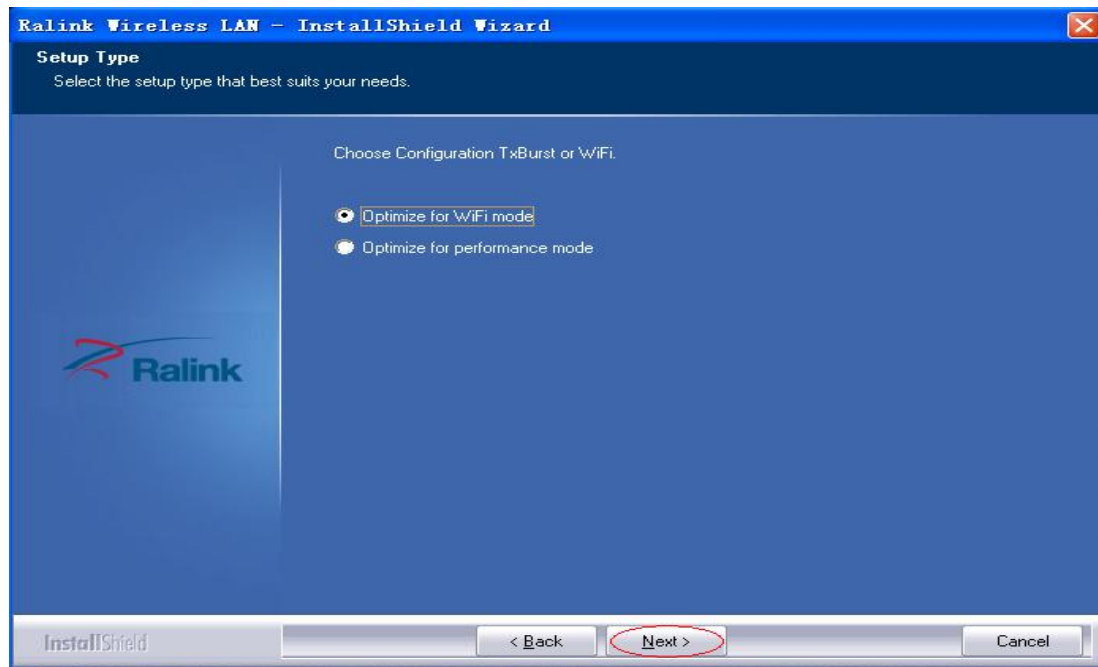 Ralink Wireless LAN - InstallShield Wizard
Setup Type
Select the setup type that best suits your needs.
Choose Configuration TxBurst or WiFi.
Optimize for WiFi mode
Optimize for performance mode
Ralink
InstallShield
< Back
Next >
Cancel